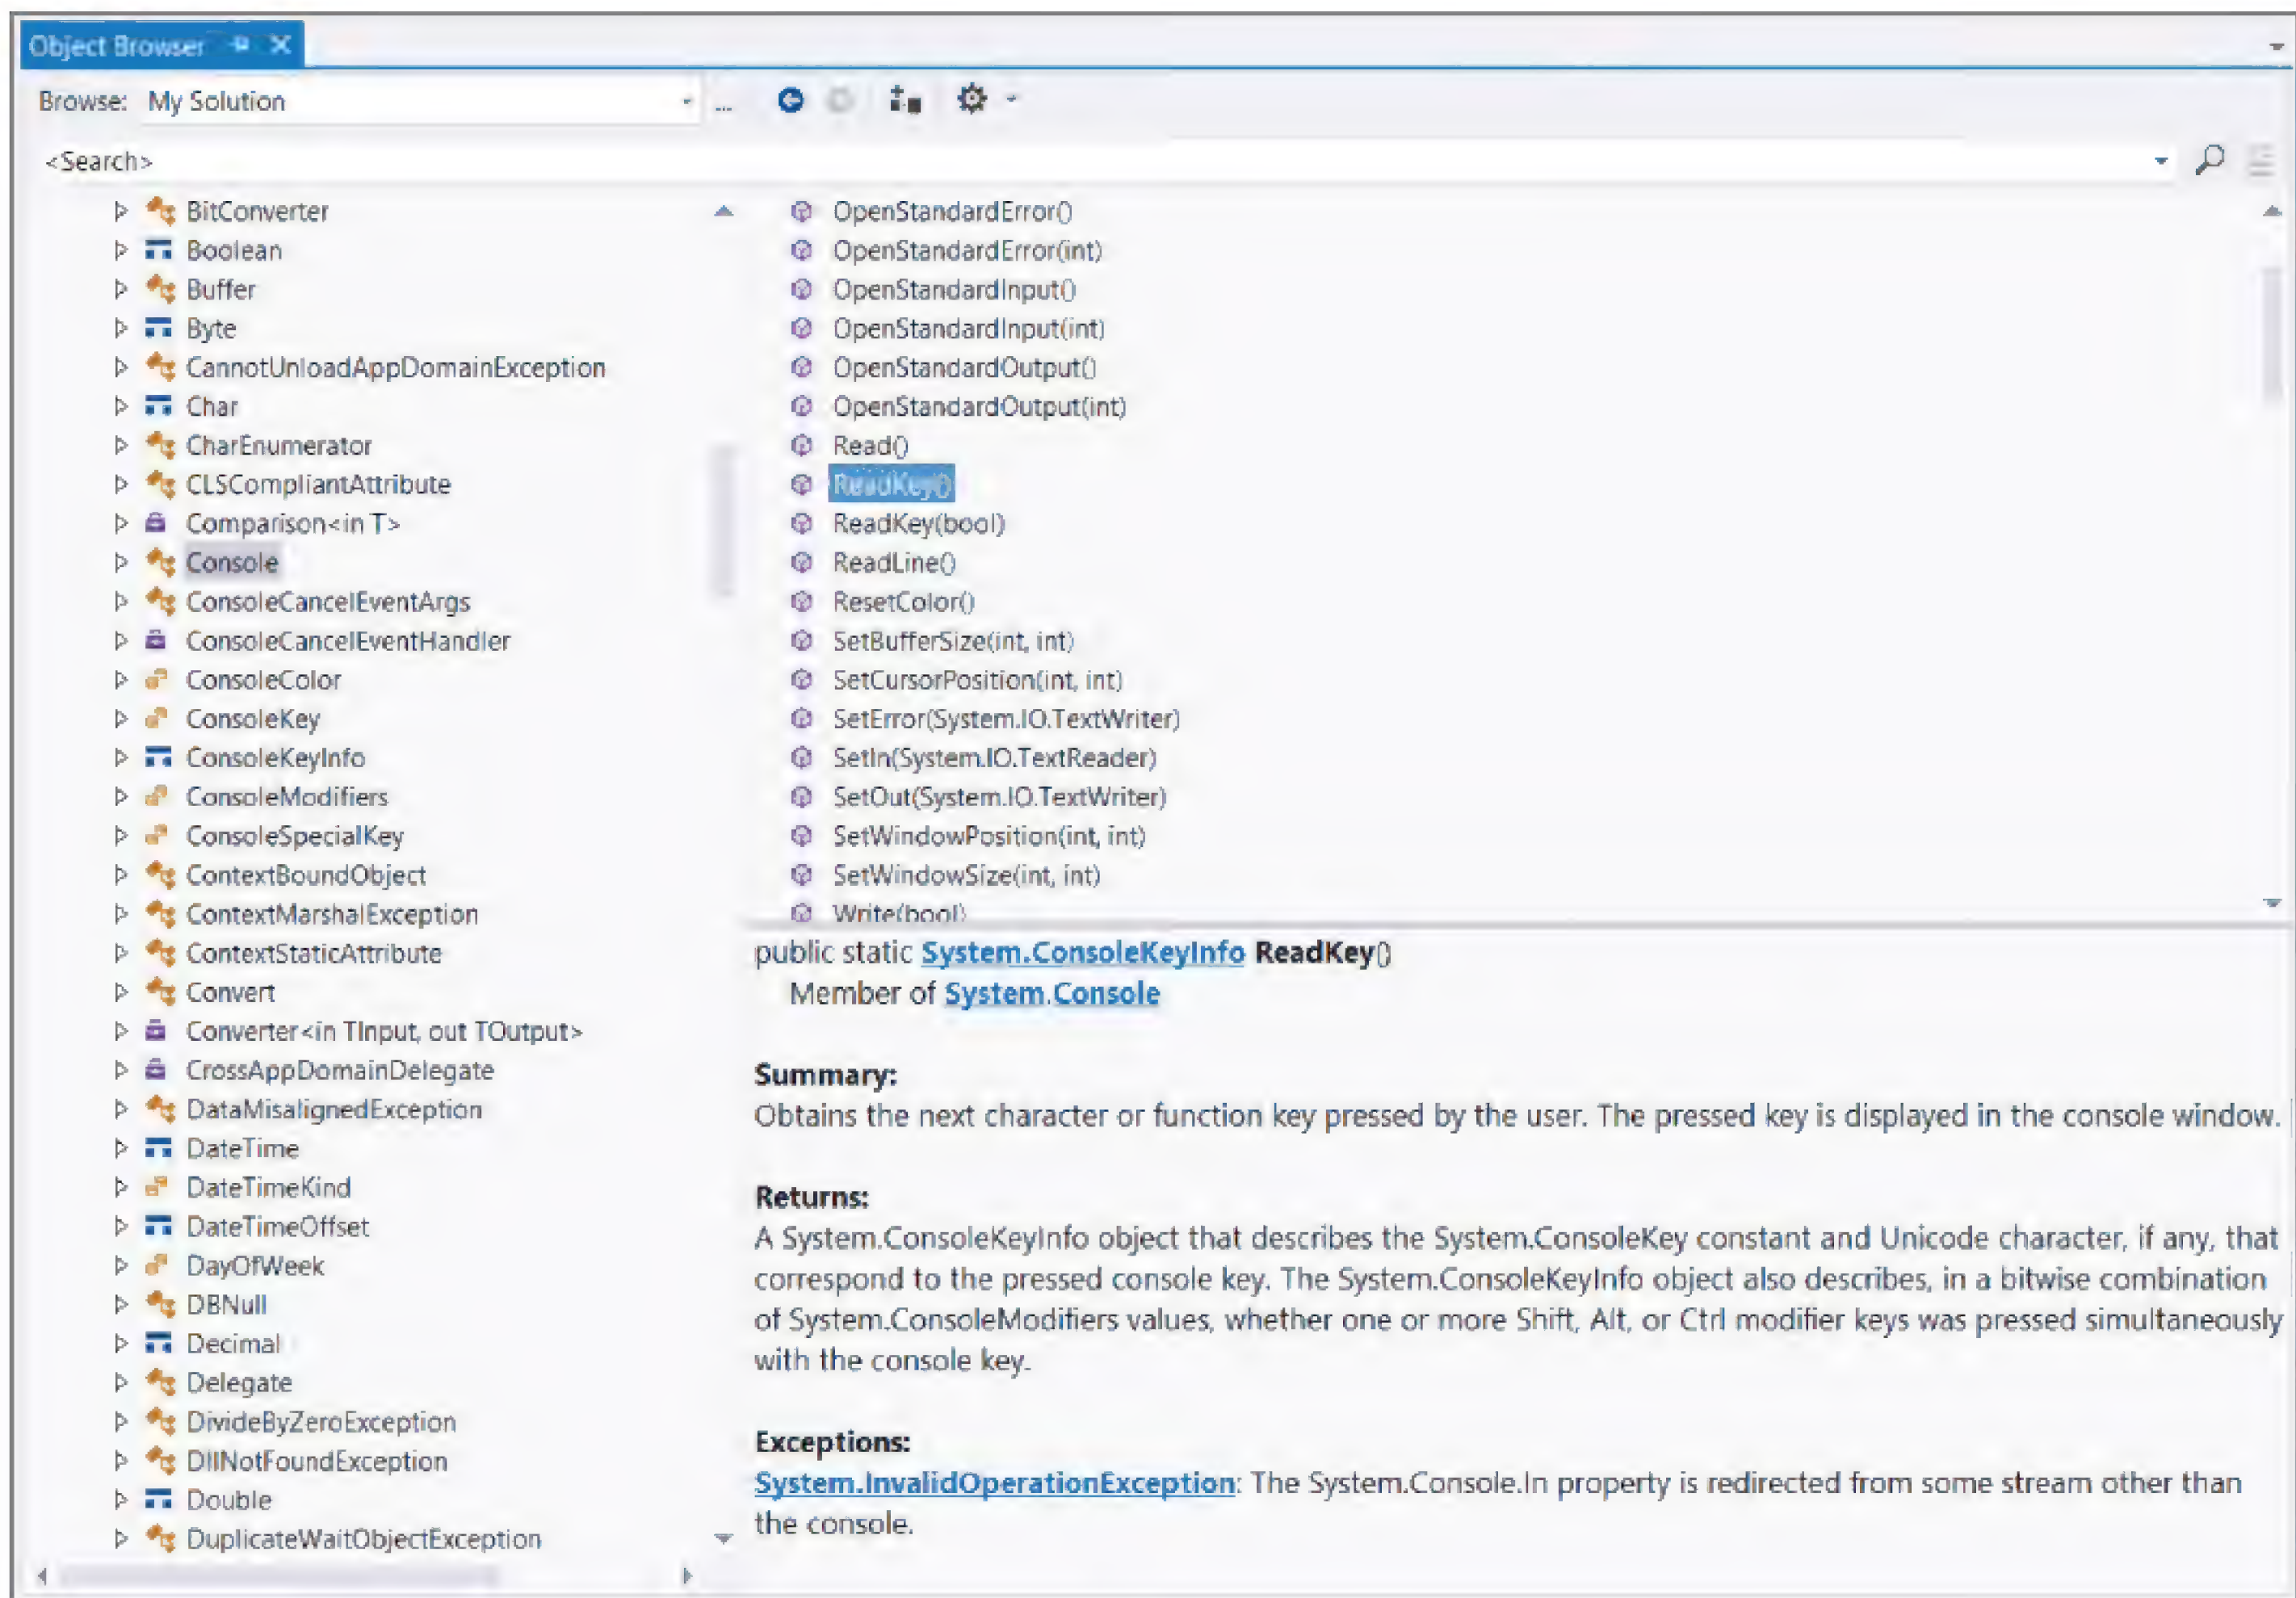 Object Browser
Browse: My Solution
...
<Search>
BitConverter
Boolean
Buffer
Byte
CannotUnloadAppDomainException
Char
CharEnumerator
CLSCompliantAttribute
Comparison<in T>
Console
ConsoleCancelEventArgs
ConsoleCancelEventHandler
ConsoleColor
ConsoleKey
ConsoleKeyInfo
ConsoleModifiers
ConsoleSpecialKey
ContextBoundObject
ContextMarshalException
ContextStaticAttribute
Convert
Converter<in TInput, out TOutput>
CrossAppDomainDelegate
DataMisalignedException
DateTime
DateTimeKind
DateTimeOffset
DayOfWeek
DBNull
Decimal
Delegate
DivideByZeroException
DllNotFoundException
Double
DuplicateWaitObjectException
OpenStandardError()
OpenStandardError(int)
OpenStandardInput()
OpenStandardInput(int)
OpenStandardOutput()
OpenStandardOutput(int)
Read()
ReadKey()
ReadKey(bool)
ReadLine()
ResetColor()
SetBufferSize(int, int)
SetCursorPosition(int, int)
SetError(System.IO.TextWriter)
SetIn(System.IO.TextReader)
SetOut(System.IO.TextWriter)
SetWindowPosition(int, int)
SetWindowSize(int, int)
Write(bool)
public static System.ConsoleKeyInfo ReadKey()
Member of System.Console
Summary:
Obtains the next character or function key pressed by the user. The pressed key is displayed in the console window.
Returns:
A System.ConsoleKeyInfo object that describes the System.ConsoleKey constant and Unicode character, if any, that
correspond to the pressed console key. The System.ConsoleKeyInfo object also describes, in a bitwise combination
of System.ConsoleModifiers values, whether one or more Shift, Alt, or Ctrl modifier keys was pressed simultaneously
with the console key.
Exceptions:
System.InvalidOperationException: The System.Console.In property is redirected from some stream other than
the console.